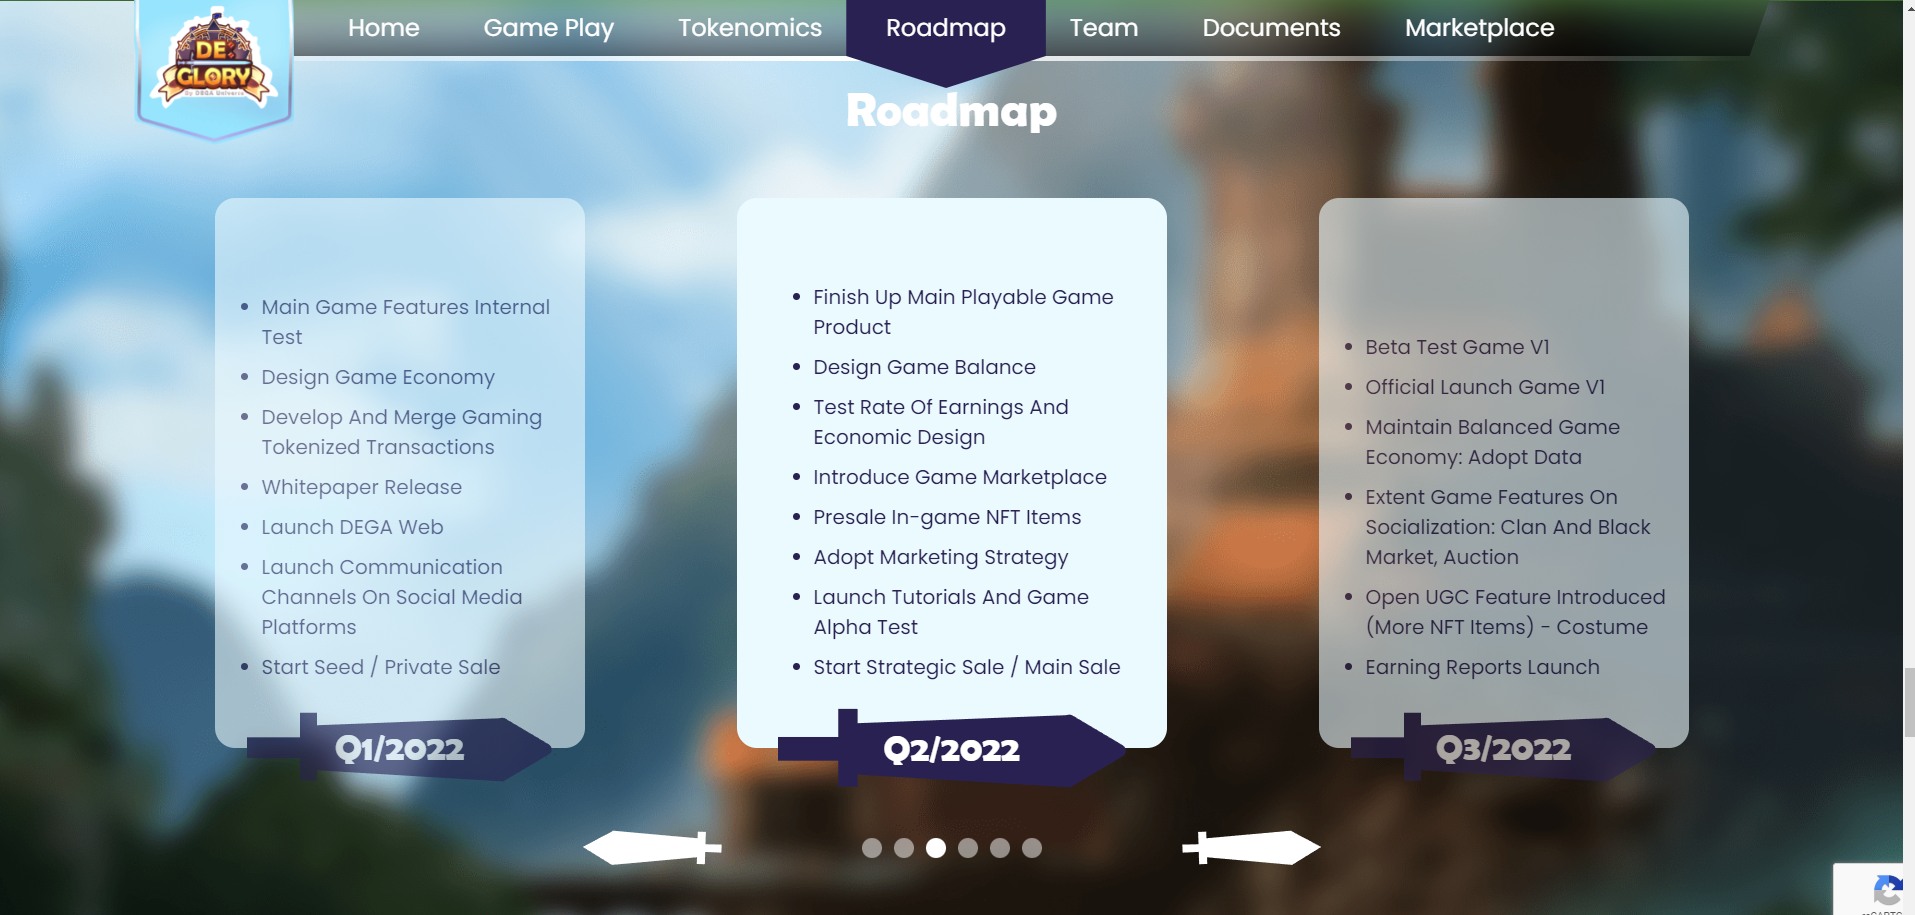 DE:
GLORY
By DEGA Universe
Home
Game Play
Tokenomics
Roadmap
Team
Documents
Marketplace
Roadmap
Main Game Features Internal
Test
Design Game Economy
Develop And Merge Gaming
Tokenized Transactions
Whitepaper Release
Launch DEGA Web
Launch Communication
Channels On Social Media
Platforms
Start Seed / Private Sale
Q1/2022
Finish Up Main Playable Game
Product
Design Game Balance
Test Rate Of Earnings And
Economic Design
Introduce Game Marketplace
Presale In-game NFT Items
Adopt Marketing Strategy
Launch Tutorials And Game
Alpha Test
Start Strategic Sale / Main Sale
Q2/2022
Beta Test Game V1
Official Launch Game V1
Maintain Balanced Game
Economy: Adopt Data
Extent Game Features On
Socialization: Clan And Black
Market, Auction
Open UGC Feature Introduced
(More NFT Items) - Costume
Earning Reports Launch
Q3/2022